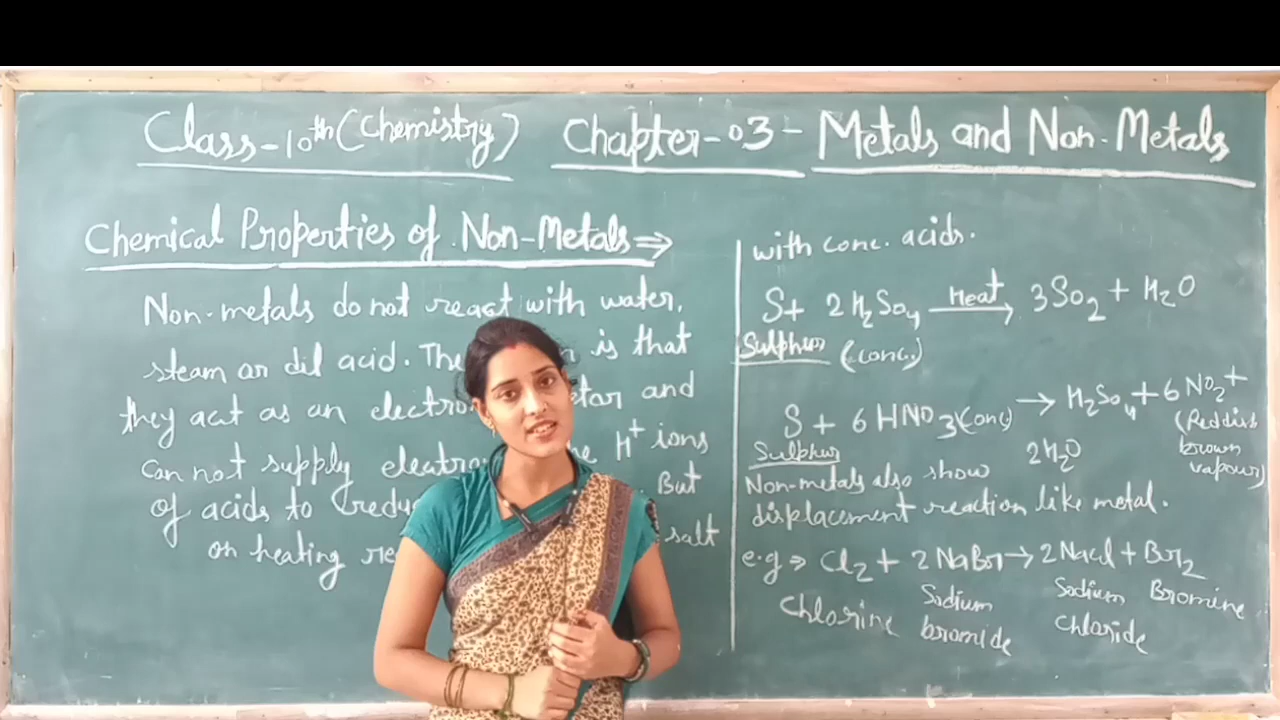 Class-10th (Chemistry) Chapter-03- Metals and Non-Metals
Chemical Properties of Non-Metals ⇒
Non-metals do not react with water,
steam or dil acid. The is that
they act as an and
can not supply H⁺ ions
of acids to But
on heating salt
with conc. acids.
S + 2H₂So₄ Heat → 3So₂ + H₂O
Sulphur (conc.)
S + 6HNO₃(conc) → H₂So₄ + 6NO₂ +
Sulphur 2H₂O (Reddish brown vapour)
Non-metals also show
displacement reaction like metal.
e.g ⇒ Cl₂ + 2NaBr → 2Nacl + Br₂
Chlorine Sodium bromide Sodium chloride Bromine